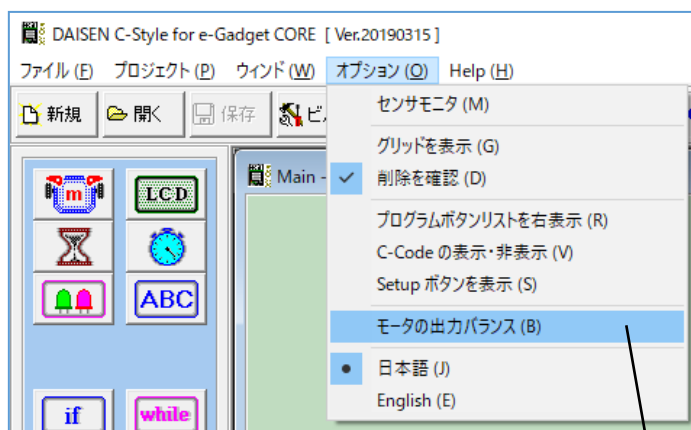 DAISEN C-Style for e-Gadget CORE [ Ver.20190315 ]
ファイル (F) プロジェクト (P) ウィンド (W) オプション (O) Help (H)
新規 開く 保存
センサモニタ (M)
グリッドを表示 (G)
Main -
削除を確認 (D)
m LCD
プログラムボタンリストを右表示 (R)
C-Code の表示・非表示 (V)
Setup ボタンを表示 (S)
ABC
モータの出力バランス (B)
日本語 (J)
English (E)
if while